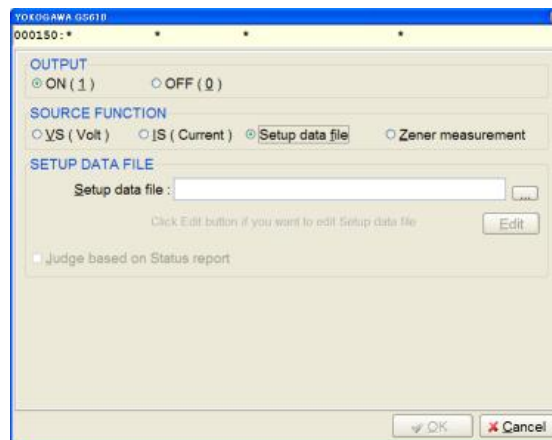 YOKOGAWA GS610
000150:* * * *
OUTPUT
ON ( 1 ) OFF ( 0 )
SOURCE FUNCTION
VS ( Volt ) IS ( Current ) Setup data file Zener measurement
SETUP DATA FILE
Setup data file : ...
Click Edit button if you want to edit Setup data file Edit
Judge based on Status report
OK Cancel